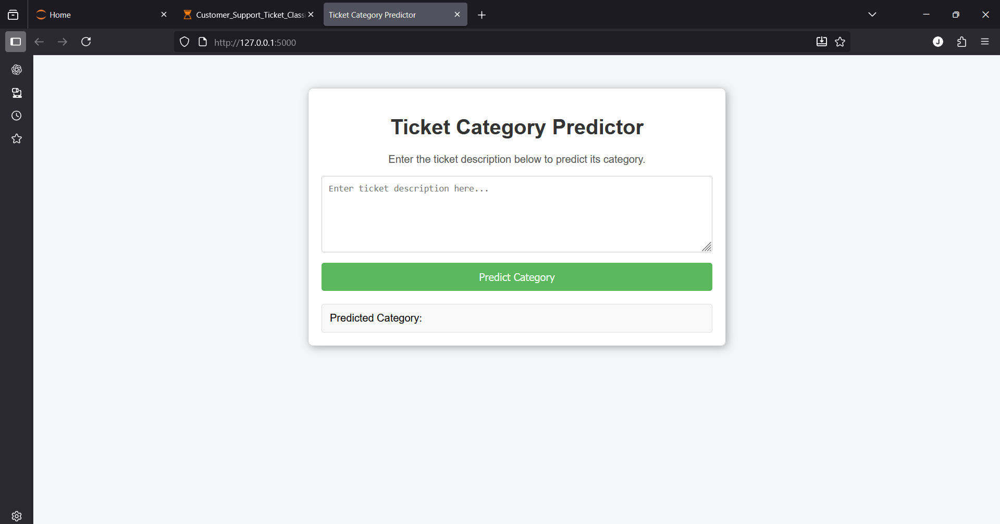 Home
Customer_Support_Ticket_Class
Ticket Category Predictor
http://127.0.0.1:5000
J
Ticket Category Predictor
Enter the ticket description below to predict its category.
Enter ticket description here...
Predict Category
Predicted Category: